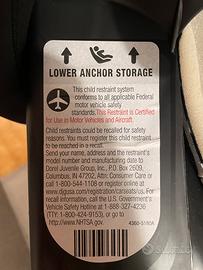 LOWER ANCHOR STORAGE
This child restraint system
conforms to all applicable Federal
motor vehicle safety
standards. This Restraint is Certified
for Use in Motor Vehicles and Aircraft.
Child restraints could be recalled for safety
reasons. You must register this restraint
to be reached in a recall.
Send your name, address and the restraint's
model number and manufacturing date to
Dorel Juvenile Group, Inc., P.O. Box 2609,
Columbus, IN 47202, Attn: Consumer Care or
call 1-800-544-1108 or register online at
www.djgusa.com/registration/carseats/us. For
recall information, call the U.S. Government's
Vehicle Safety Hotline at 1-888-327-4236
(TTY: 1-800-424-9153), or go to
http://www.NHTSA.gov
4360-5180A
subito